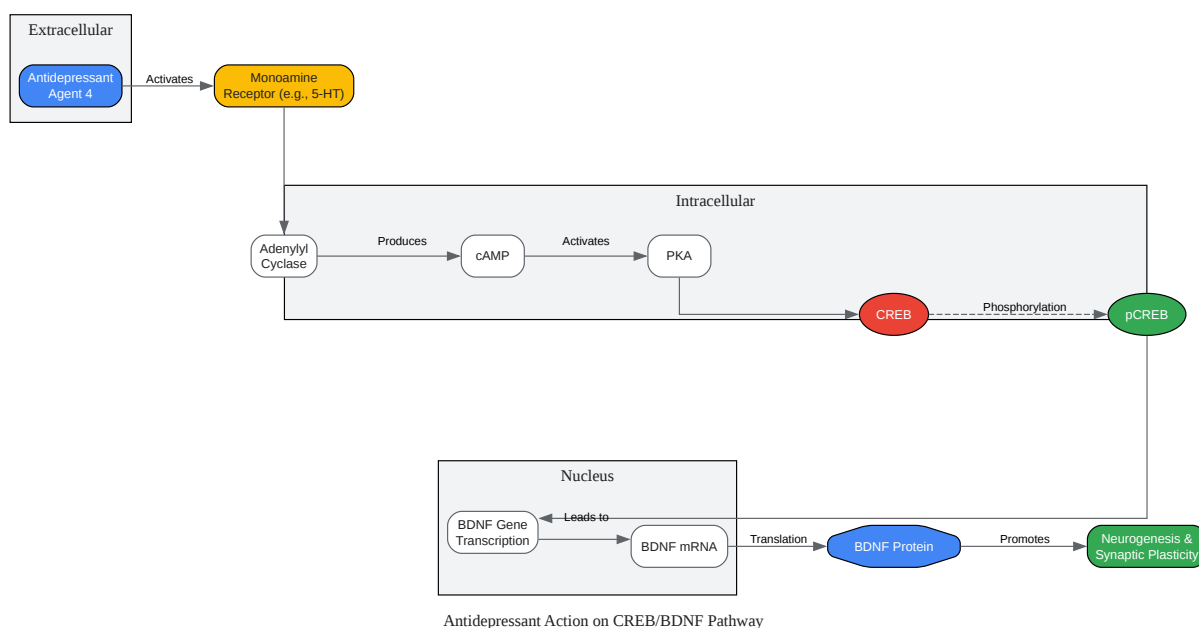 Extracellular
Antidepressant
Agent 4
Activates
Monoamine
Receptor (e.g., 5-HT)
Intracellular
Adenylyl
Cyclase
Produces
cAMP
Activates
PKA
CREB
Phosphorylation
pCREB
Nucleus
BDNF Gene
Transcription
Leads to
BDNF mRNA
Translation
BDNF Protein
Promotes
Neurogenesis &
Synaptic Plasticity
Antidepressant Action on CREB/BDNF Pathway